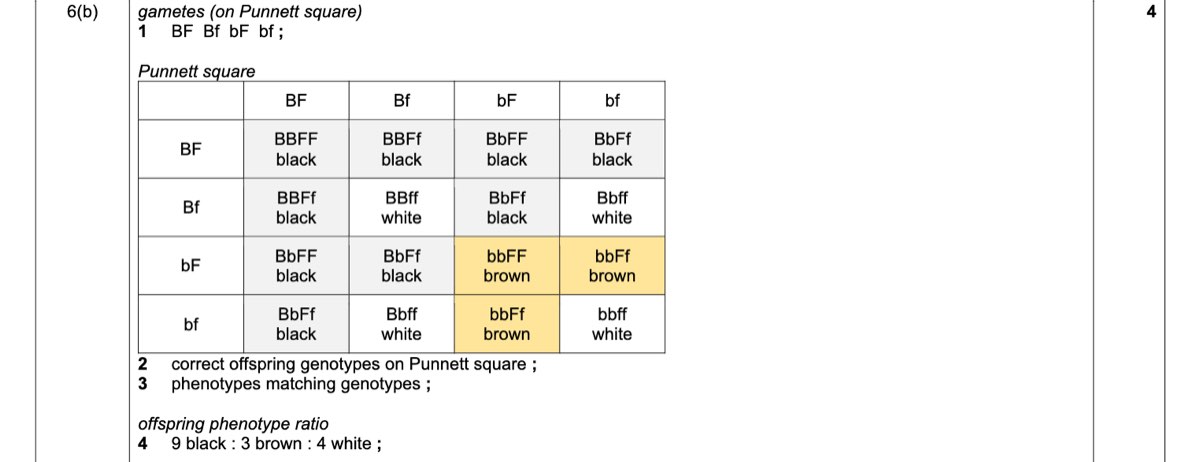 6(b) gametes (on Punnett square) 4
1 BF Bf bF bf ;
Punnett square
BF Bf bF bf
BF BBFF BBFf BbFF BbFf
black black black black
Bf BBFf BBff BbFf Bbff
black white black white
bF BbFF BbFf bbFF bbFf
black black brown brown
bf BbFf Bbff bbFf bbff
black white brown white
2 correct offspring genotypes on Punnett square ;
3 phenotypes matching genotypes ;
offspring phenotype ratio
4 9 black : 3 brown : 4 white ;